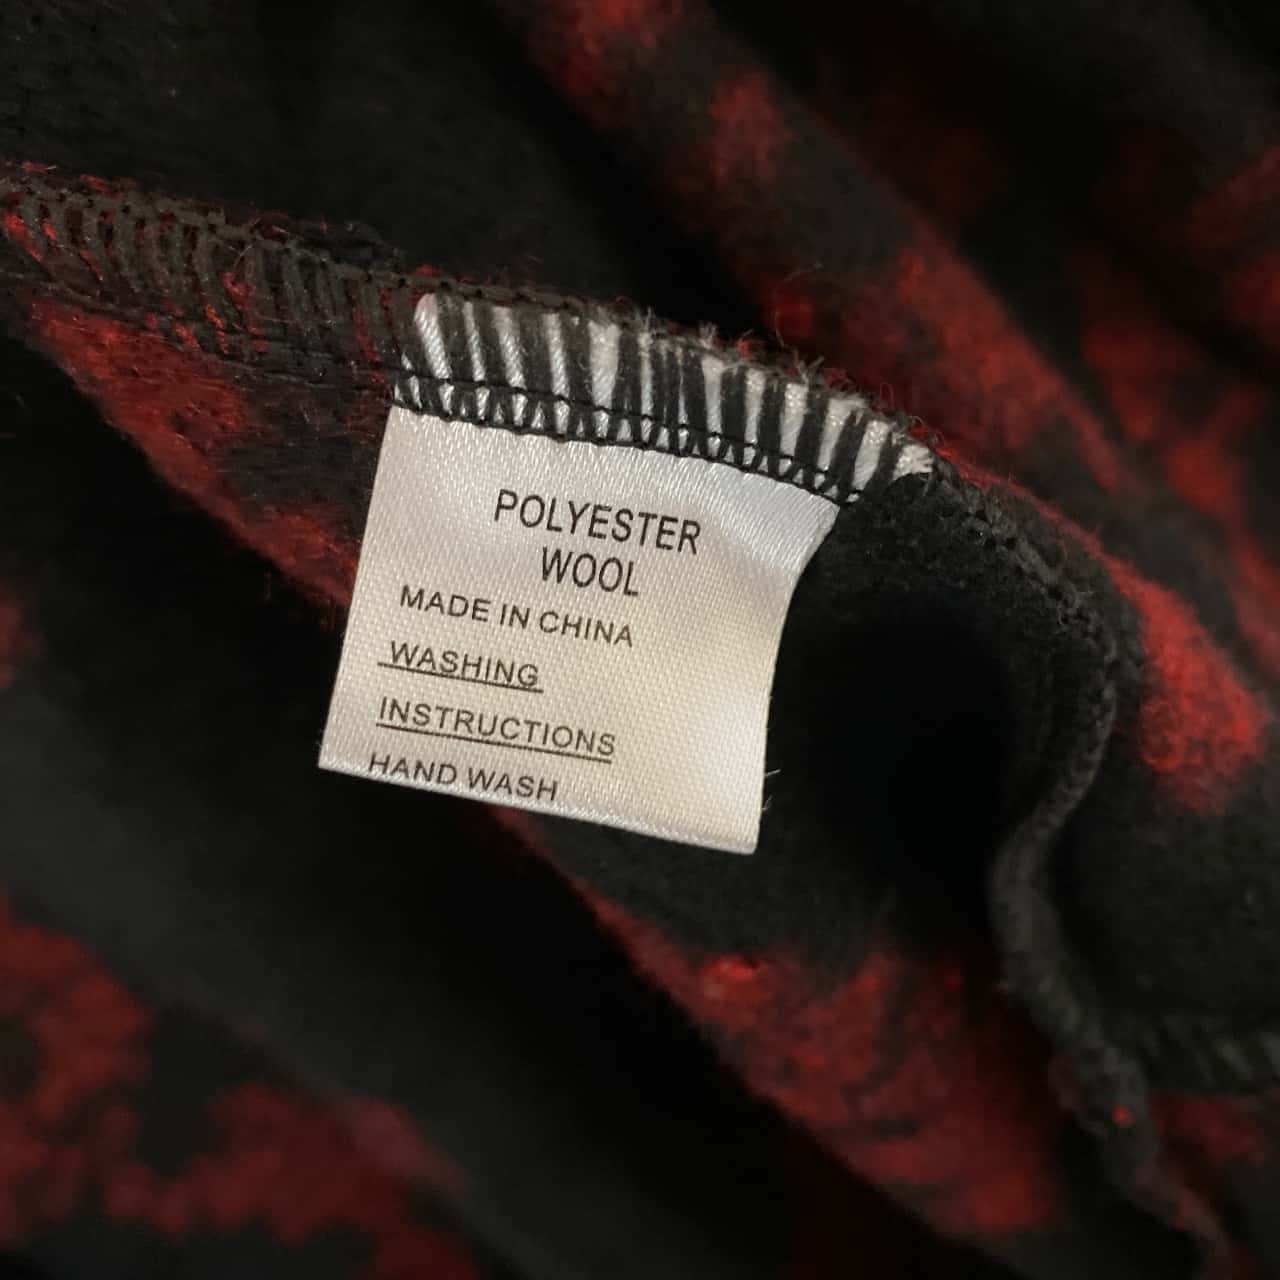 POLYESTER
WOOL
MADE IN CHINA
WASHING
INSTRUCTIONS
HAND WASH